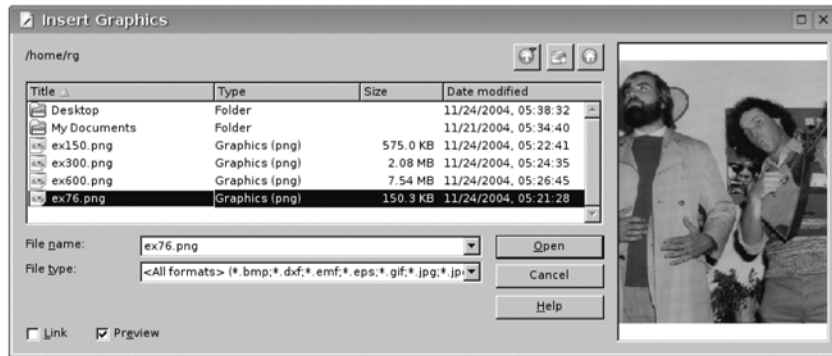 Insert Graphics
/home/rg
Title Type Size Date modified
Desktop Folder 11/24/2004, 05:38:32
My Documents Folder 11/21/2004, 05:34:40
ex150.png Graphics (png) 575.0 KB 11/24/2004, 05:22:41
ex300.png Graphics (png) 2.08 MB 11/24/2004, 05:24:35
ex600.png Graphics (png) 7.54 MB 11/24/2004, 05:26:45
ex76.png Graphics (png) 150.3 KB 11/24/2004, 05:21:28
File name: ex76.png Open
File type: <All formats> (*.bmp;*.dxf;*.emf;*.eps;*.gif;*.jpg;*.jp Cancel
Help
Link Preview